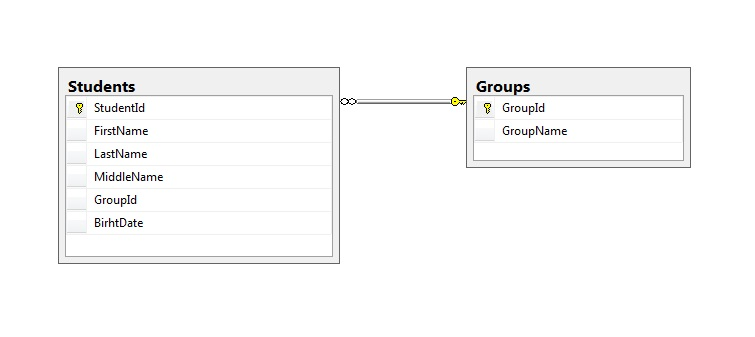 Students
StudentId
FirstName
LastName
MiddleName
GroupId
BirhtDate
Groups
GroupId
GroupName